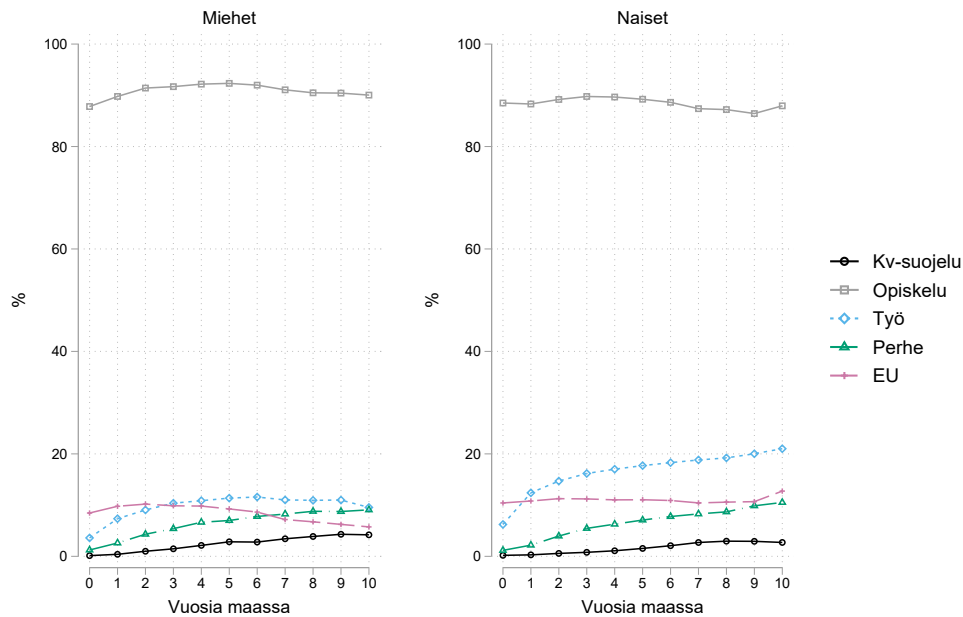 Miehet
100
80
60
40
20
0
%
0 1 2 3 4 5 6 7 8 9 10
Vuosia maassa
Naiset
100
80
60
40
20
0
%
0 1 2 3 4 5 6 7 8 9 10
Vuosia maassa
Kv-suojelu
Opiskelu
Työ
Perhe
EU